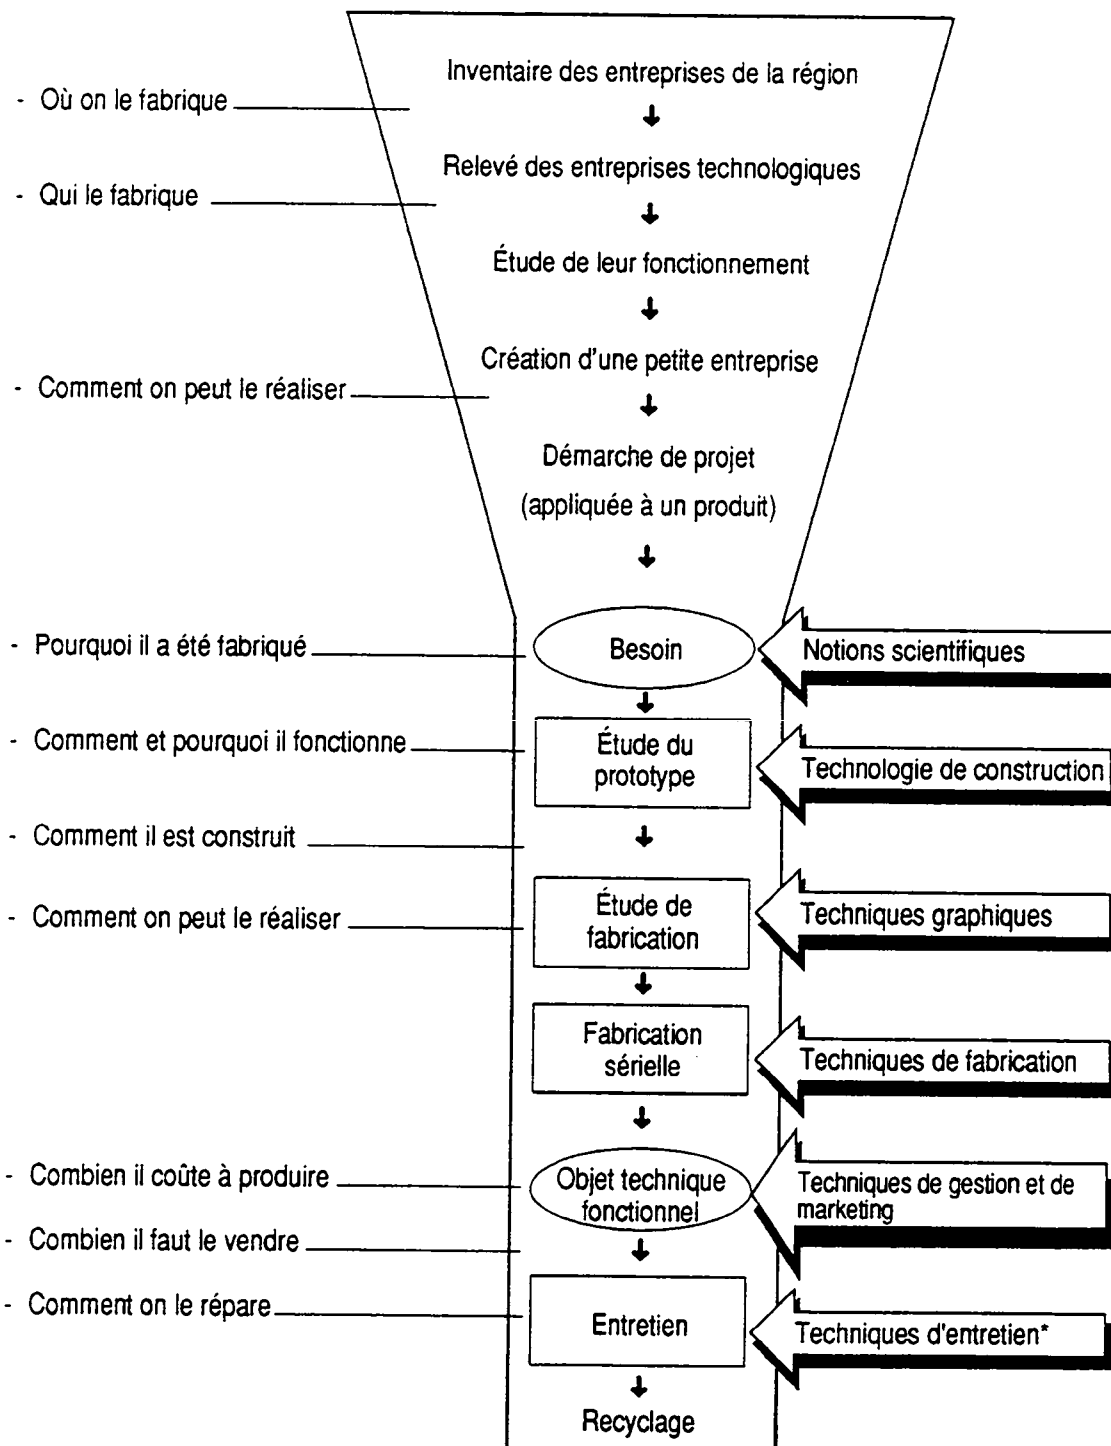 Inventaire des entreprises de la région
- Où on le fabrique
Relevé des entreprises technologiques
- Qui le fabrique
Étude de leur fonctionnement
Création d'une petite entreprise
- Comment on peut le réaliser
Démarche de projet
(appliquée à un produit)
- Pourquoi il a été fabriqué
Besoin
Notions scientifiques
- Comment et pourquoi il fonctionne
Étude du
prototype
Technologie de construction
- Comment il est construit
- Comment on peut le réaliser
Étude de
fabrication
Techniques graphiques
Fabrication
sérielle
Techniques de fabrication
- Combien il coûte à produire
Objet technique
fonctionnel
Techniques de gestion et de
marketing
- Combien il faut le vendre
- Comment on le répare
Entretien
Techniques d'entretien*
Recyclage